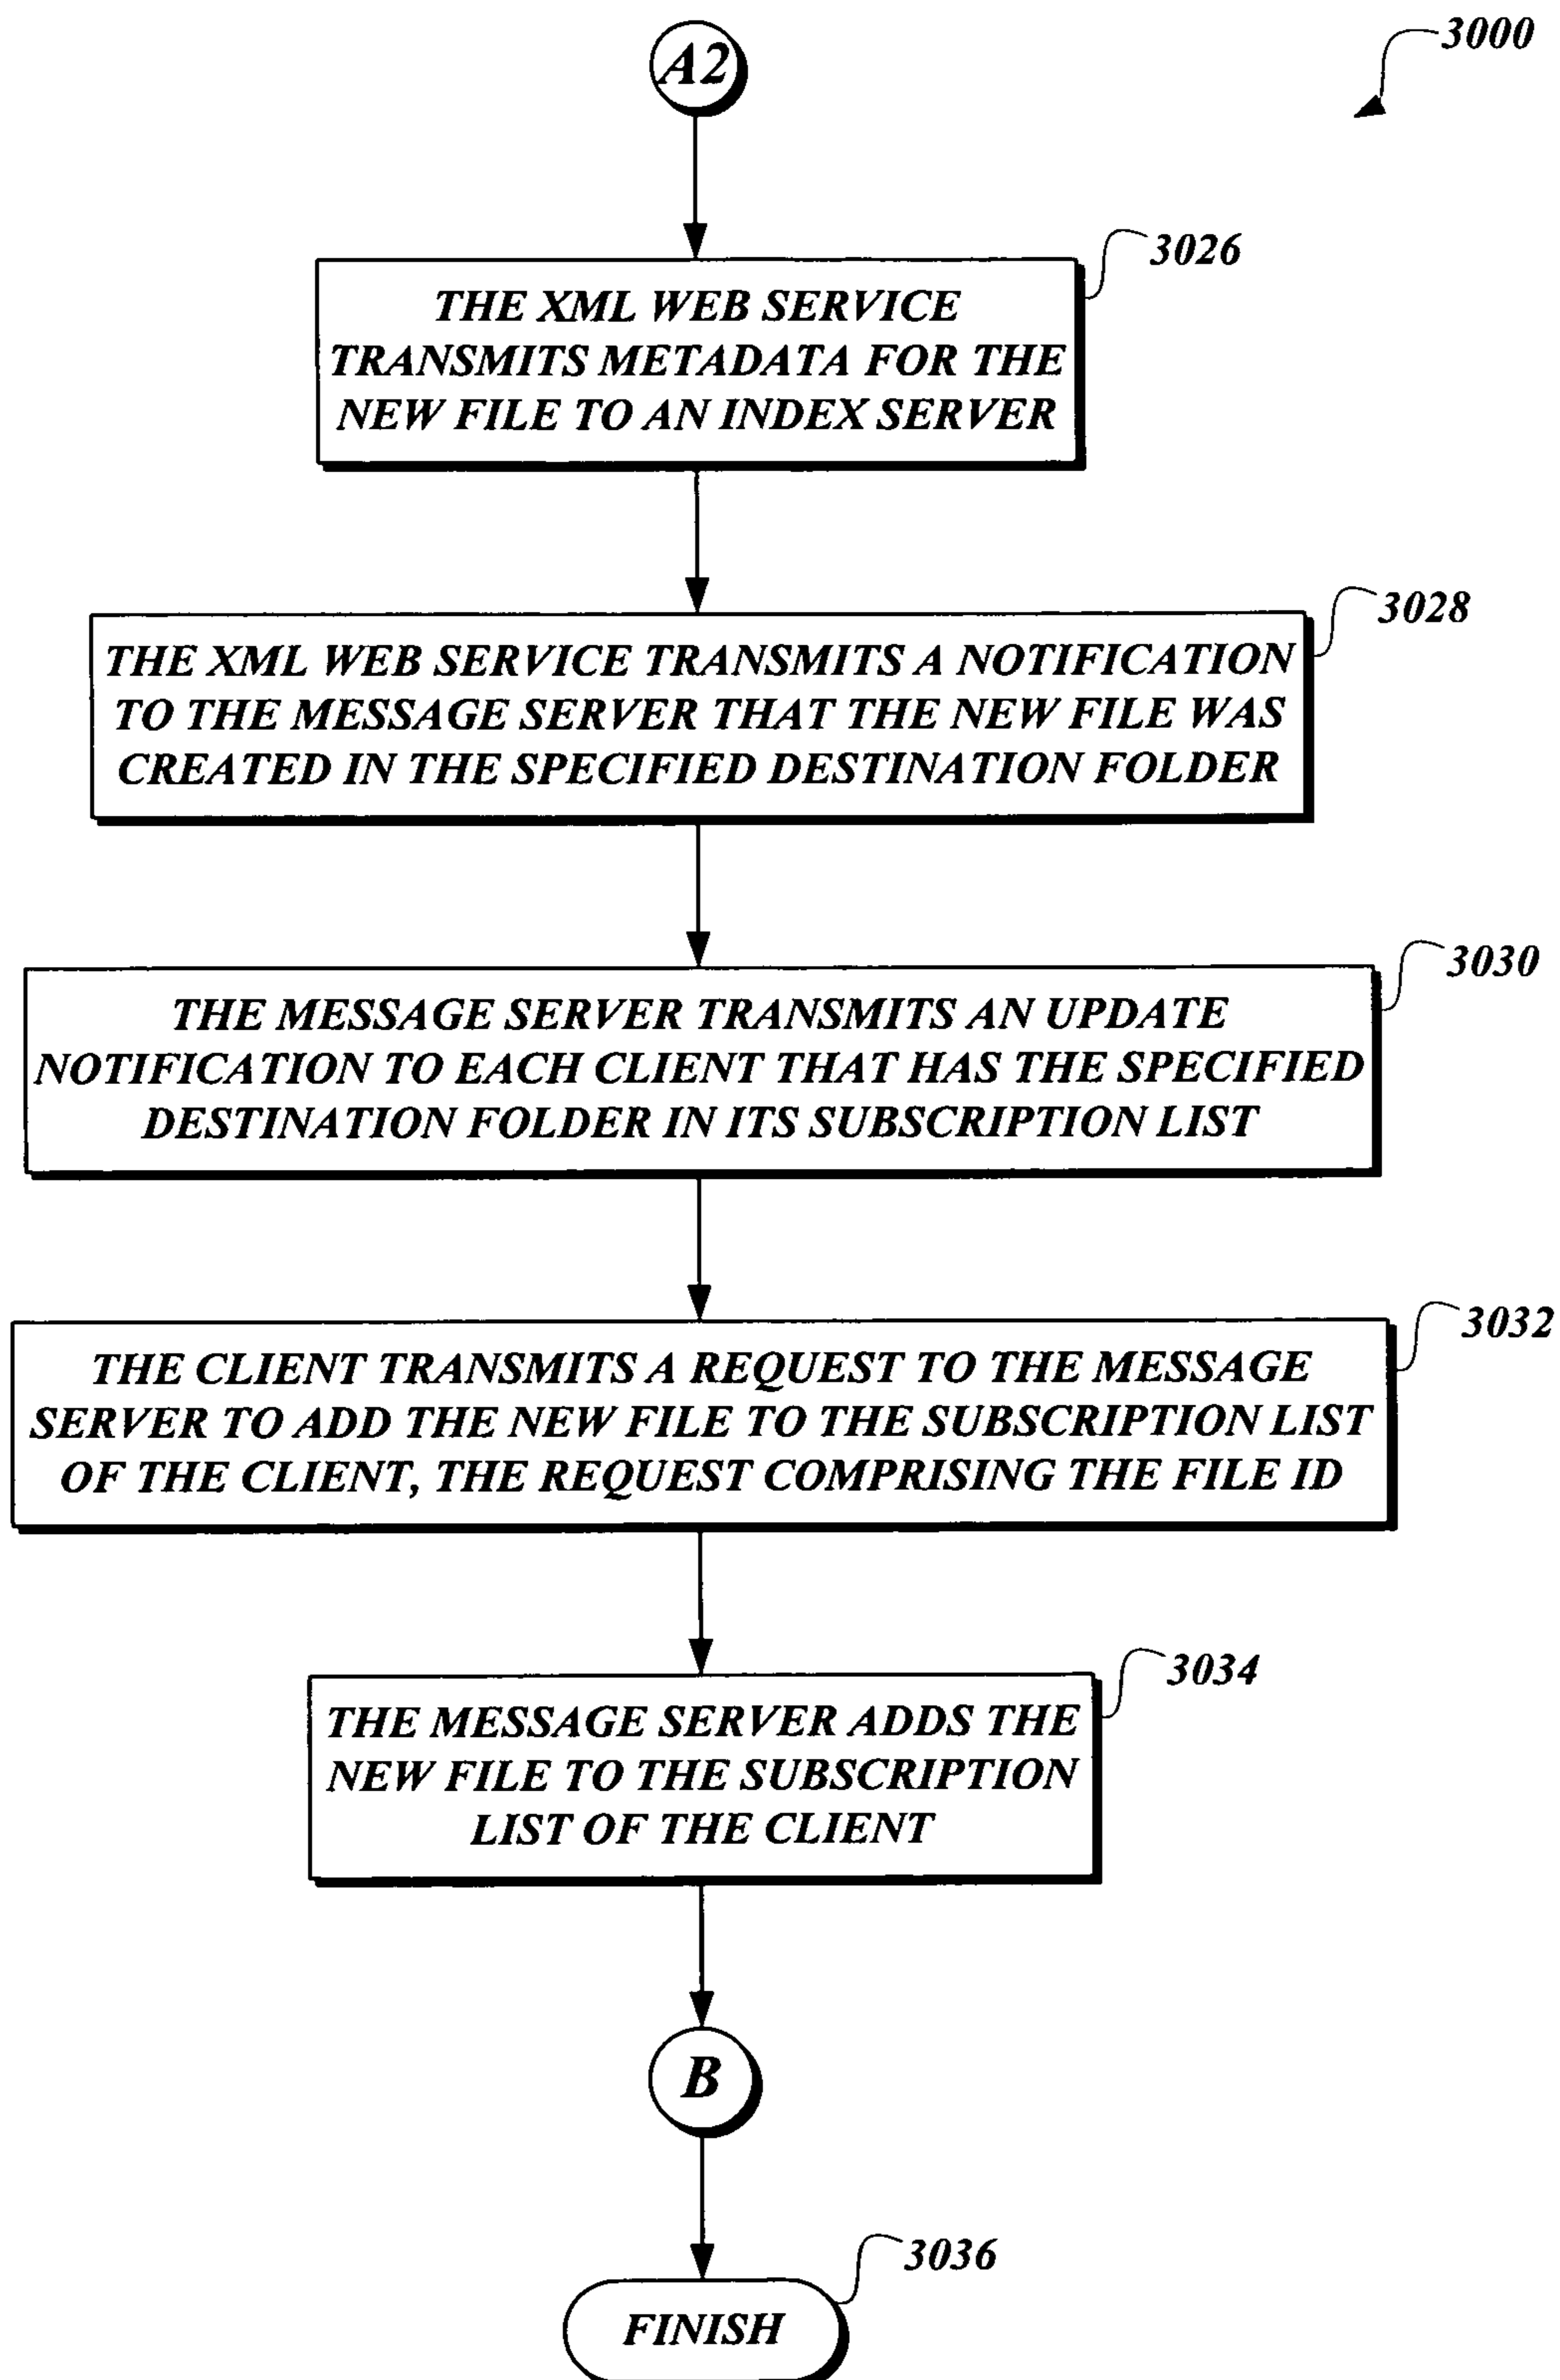 A2
3000
3026
THE XML WEB SERVICE
TRANSMITS METADATA FOR THE
NEW FILE TO AN INDEX SERVER
3028
THE XML WEB SERVICE TRANSMITS A NOTIFICATION
TO THE MESSAGE SERVER THAT THE NEW FILE WAS
CREATED IN THE SPECIFIED DESTINATION FOLDER
3030
THE MESSAGE SERVER TRANSMITS AN UPDATE
NOTIFICATION TO EACH CLIENT THAT HAS THE SPECIFIED
DESTINATION FOLDER IN ITS SUBSCRIPTION LIST
3032
THE CLIENT TRANSMITS A REQUEST TO THE MESSAGE
SERVER TO ADD THE NEW FILE TO THE SUBSCRIPTION LIST
OF THE CLIENT, THE REQUEST COMPRISING THE FILE ID
3034
THE MESSAGE SERVER ADDS THE
NEW FILE TO THE SUBSCRIPTION
LIST OF THE CLIENT
B
3036
FINISH